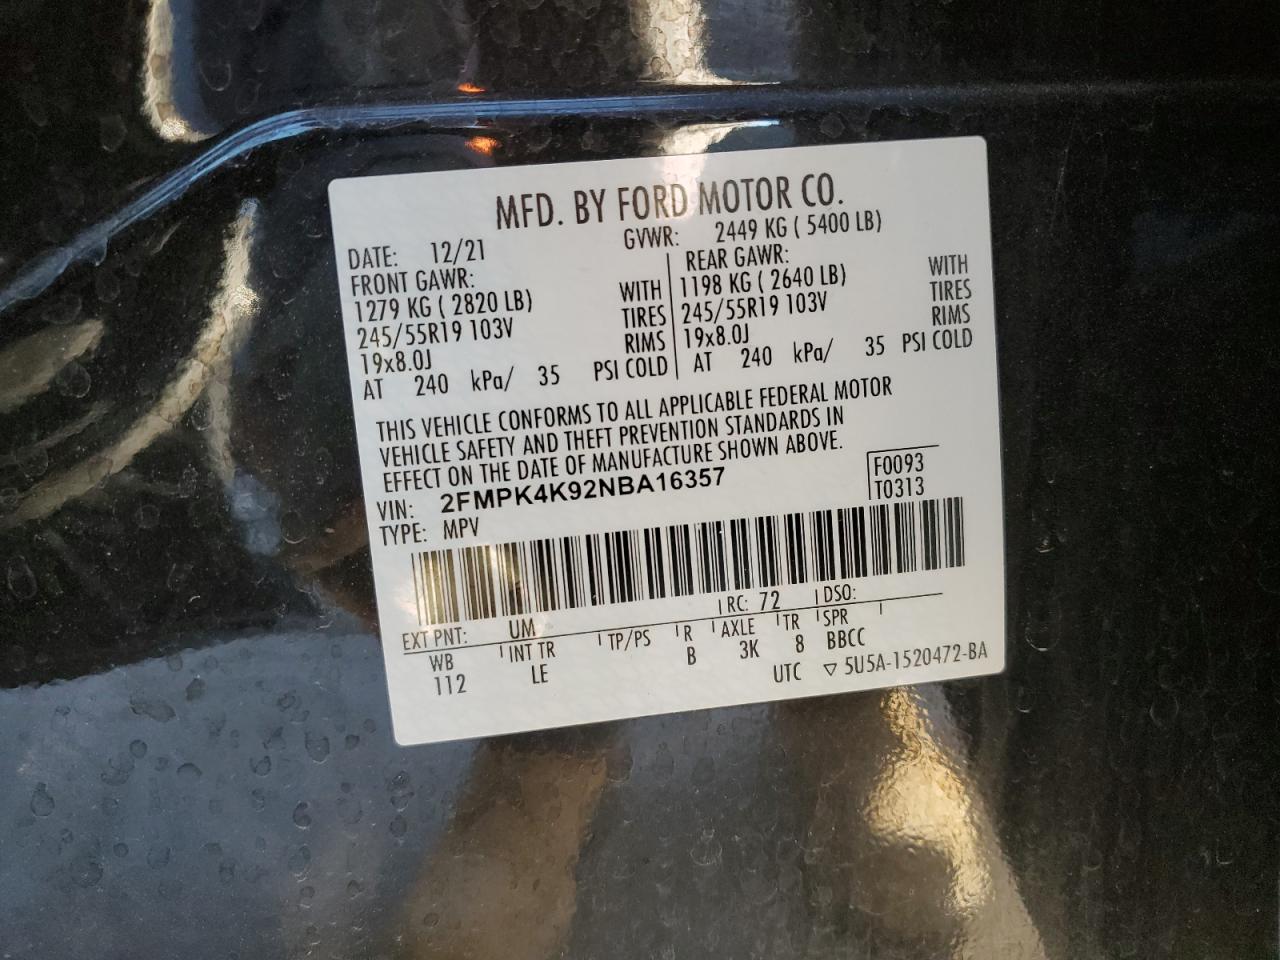 MFD. BY FORD MOTOR CO.
DATE: 12/21 GVWR: 2449 KG ( 5400 LB)
FRONT GAWR: REAR GAWR:
1279 KG ( 2820 LB) WITH 1198 KG ( 2640 LB) WITH
245/55R19 103V TIRES 245/55R19 103V TIRES
19x8.0J RIMS 19x8.0J RIMS
AT 240 kPa/ 35 PSI COLD AT 240 kPa/ 35 PSI COLD
THIS VEHICLE CONFORMS TO ALL APPLICABLE FEDERAL MOTOR
VEHICLE SAFETY AND THEFT PREVENTION STANDARDS IN
EFFECT ON THE DATE OF MANUFACTURE SHOWN ABOVE.
VIN: 2FMPK4K92NBA16357 F0093
TYPE: MPV T0313
EXT PNT: UM RC: 72 DSO:
WB INT TR TP/PS R AXLE TR SPR
112 LE B 3K 8 BBCC
UTC ▽ 5U5A-1520472-BA